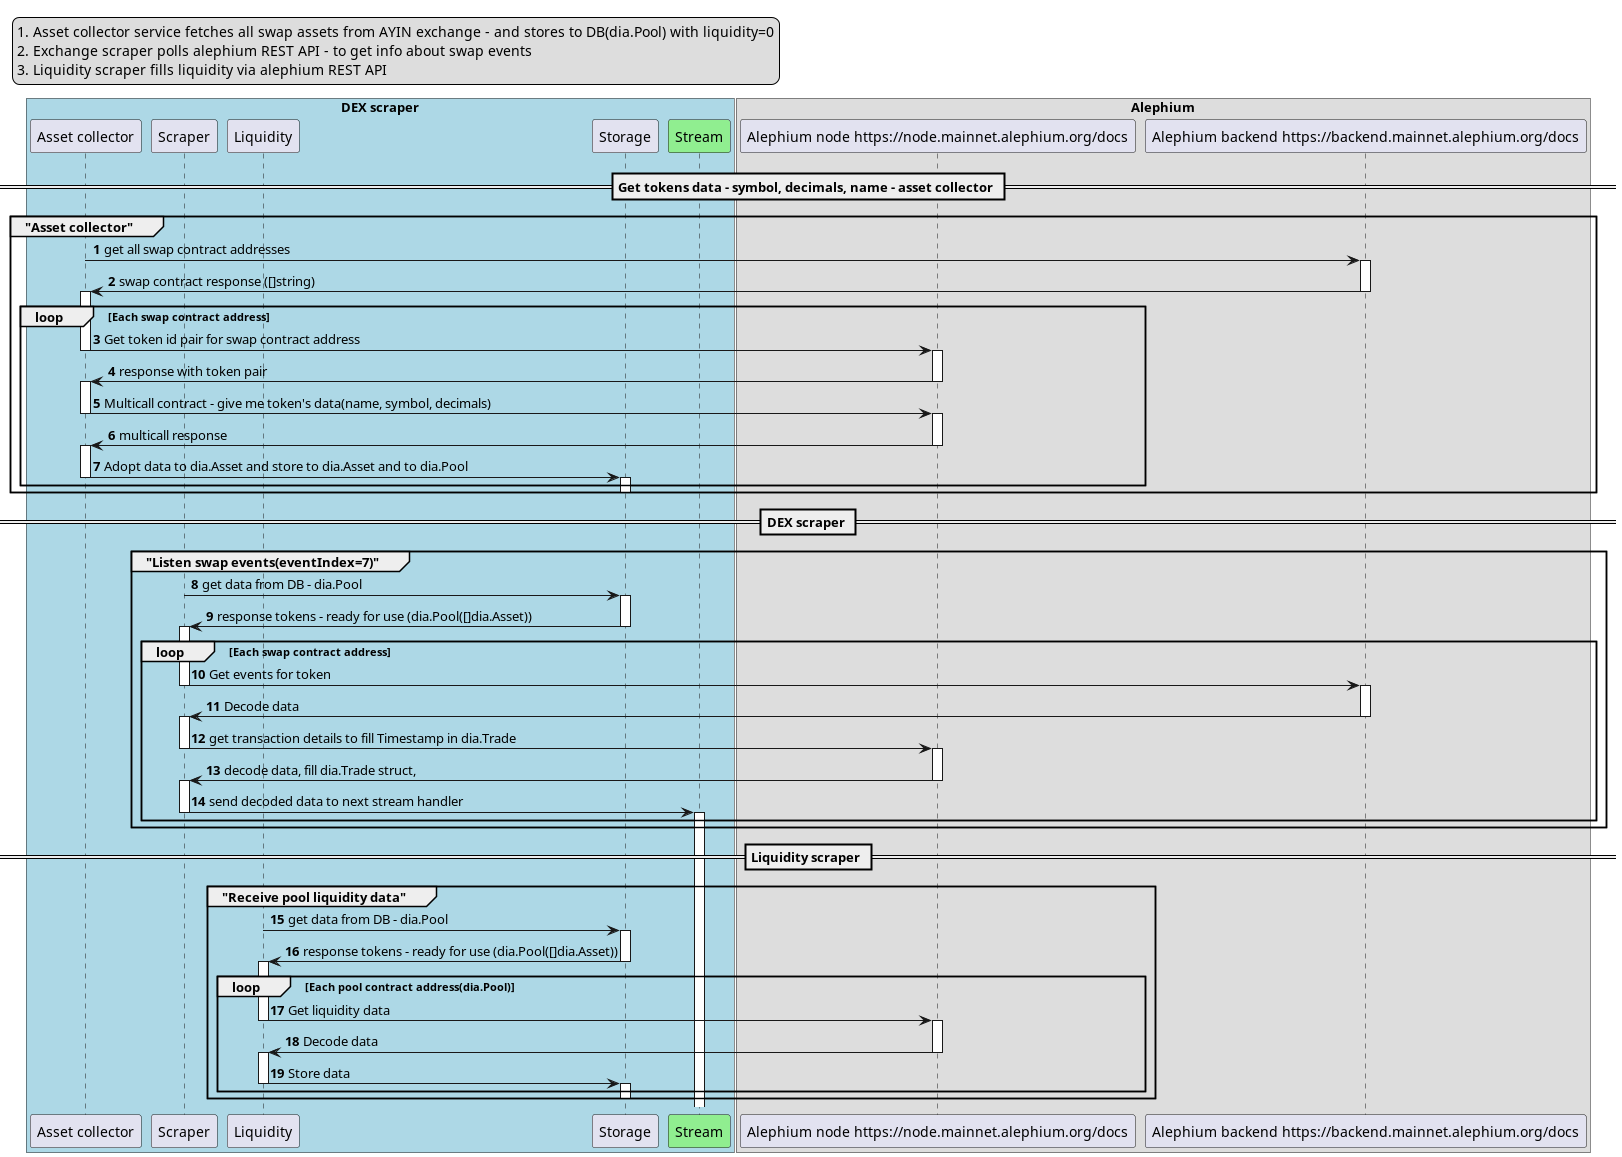 1. Asset collector service fetches all swap assets from AYIN exchange - and stores to DB(dia.Pool) with liquidity=0
2. Exchange scraper polls alephium REST API - to get info about swap events
3. Liquidity scraper fills liquidity via alephium REST API
DEX scraper
Alephium
Asset collector
Scraper
Liquidity
Storage
Stream
Alephium node https://node.mainnet.alephium.org/docs
Alephium backend https://backend.mainnet.alephium.org/docs
Get tokens data - symbol, decimals, name - asset collector
"Asset collector"
1 get all swap contract addresses
2 swap contract response ([]string)
loop [Each swap contract address]
3 Get token id pair for swap contract address
4 response with token pair
5 Multicall contract - give me token's data(name, symbol, decimals)
6 multicall response
7 Adopt data to dia.Asset and store to dia.Asset and to dia.Pool
DEX scraper
"Listen swap events(eventIndex=7)"
8 get data from DB - dia.Pool
9 response tokens - ready for use (dia.Pool([]dia.Asset))
loop [Each swap contract address]
10 Get events for token
11 Decode data
12 get transaction details to fill Timestamp in dia.Trade
13 decode data, fill dia.Trade struct,
14 send decoded data to next stream handler
Liquidity scraper
"Receive pool liquidity data"
15 get data from DB - dia.Pool
16 response tokens - ready for use (dia.Pool([]dia.Asset))
loop [Each pool contract address(dia.Pool)]
17 Get liquidity data
18 Decode data
19 Store data
Asset collector
Scraper
Liquidity
Storage
Stream
Alephium node https://node.mainnet.alephium.org/docs
Alephium backend https://backend.mainnet.alephium.org/docs